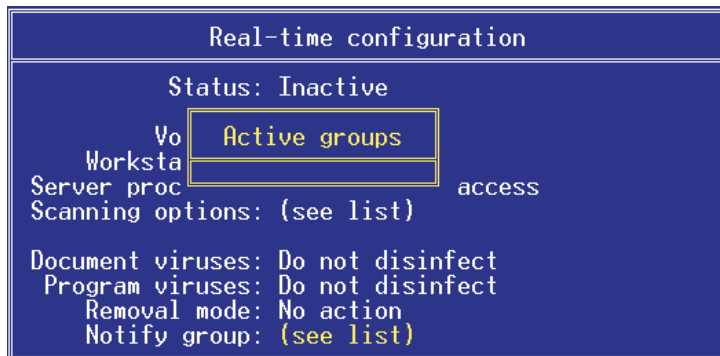 Real-time configuration
Status: Inactive
Vo
Active groups
Worksta
Server proc access
Scanning options: (see list)
Document viruses: Do not disinfect
Program viruses: Do not disinfect
Removal mode: No action
Notify group: (see list)